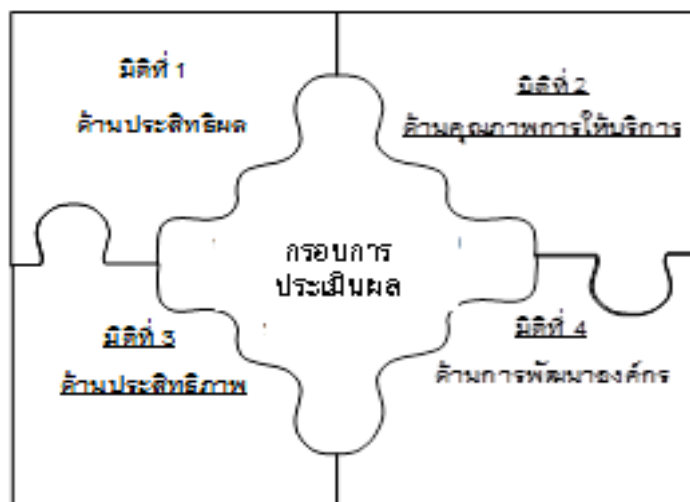 มิติที่ 1
ด้านประสิทธิผล
มิติที่ 2
ด้านคุณภาพการให้บริการ
กรอบการ
ประเมินผล
มิติที่ 3
ด้านประสิทธิภาพ
มิติที่ 4
ด้านการพัฒนาองค์กร